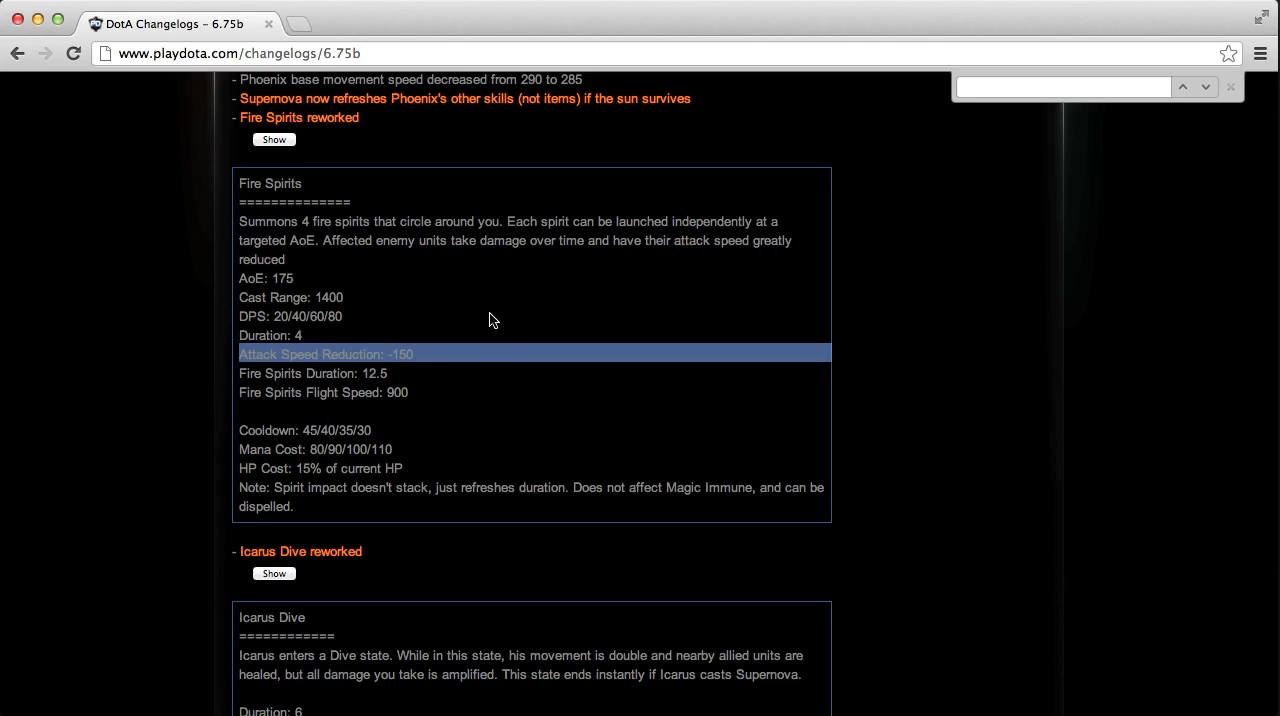 DotA Changelogs – 6.75b
www.playdota.com/changelogs/6.75b
- Phoenix base movement speed decreased from 290 to 285
- Supernova now refreshes Phoenix's other skills (not items) if the sun survives
- Fire Spirits reworked
Show
Fire Spirits
==============
Summons 4 fire spirits that circle around you. Each spirit can be launched independently at a
targeted AoE. Affected enemy units take damage over time and have their attack speed greatly
reduced
AoE: 175
Cast Range: 1400
DPS: 20/40/60/80
Duration: 4
Attack Speed Reduction: -150
Fire Spirits Duration: 12.5
Fire Spirits Flight Speed: 900
Cooldown: 45/40/35/30
Mana Cost: 80/90/100/110
HP Cost: 15% of current HP
Note: Spirit impact doesn't stack, just refreshes duration. Does not affect Magic Immune, and can be
dispelled.
- Icarus Dive reworked
Show
Icarus Dive
============
Icarus enters a Dive state. While in this state, his movement is double and nearby allied units are
healed, but all damage you take is amplified. This state ends instantly if Icarus casts Supernova.
Duration: 6